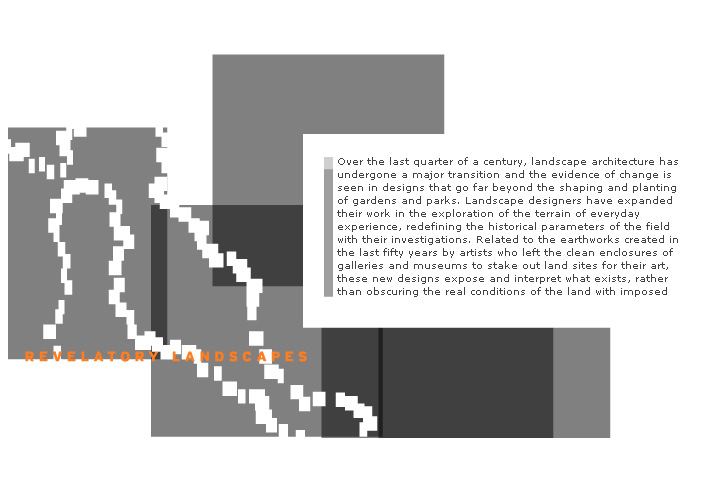 Over the last quarter of a century, landscape architecture has
undergone a major transition and the evidence of change is
seen in designs that go far beyond the shaping and planting
of gardens and parks. Landscape designers have expanded
their work in the exploration of the terrain of everyday
experience, redefining the historical parameters of the field
with their investigations. Related to the earthworks created in
the last fifty years by artists who left the clean enclosures of
galleries and museums to stake out land sites for their art,
these new designs expose and interpret what exists, rather
than obscuring the real conditions of the land with imposed
REVELATORY LANDSCAPES